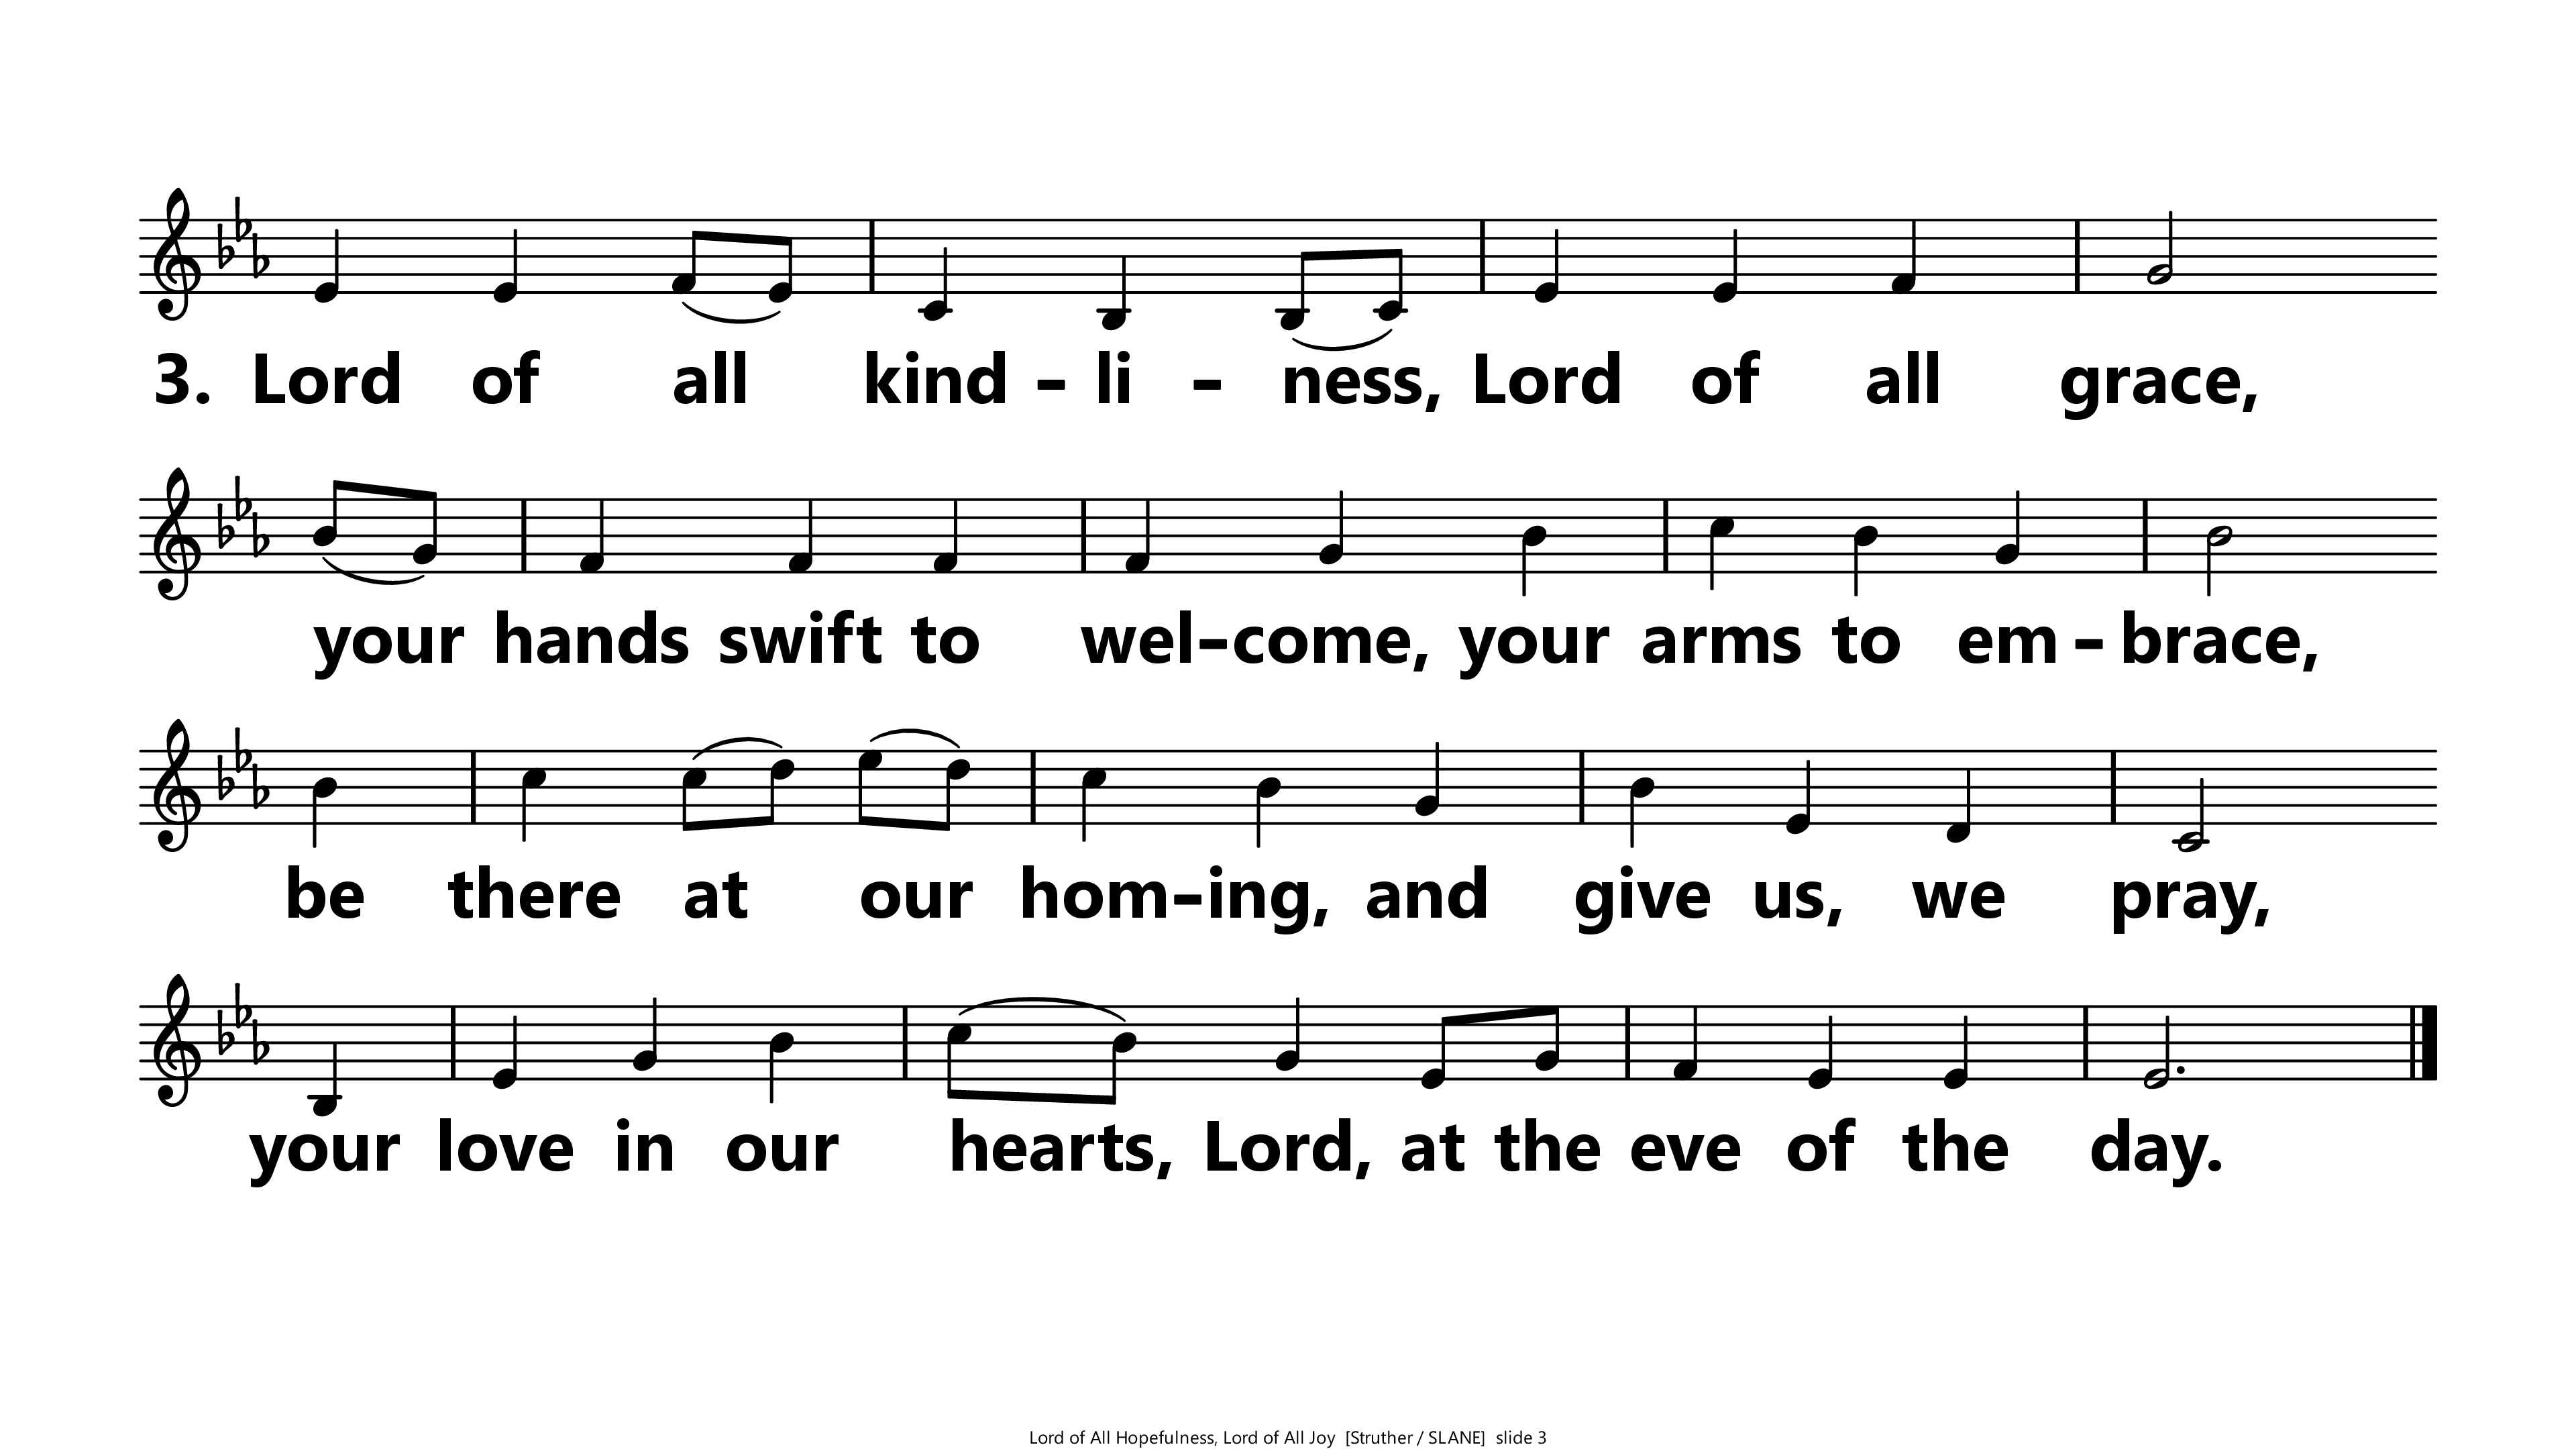 3. Lord of all kind - li - ness, Lord of all grace,
your hands swift to wel-come, your arms to em - brace,
be there at our hom-ing, and give us, we pray,
your love in our hearts, Lord, at the eve of the day.
Lord of All Hopefulness, Lord of All Joy [Struther / SLANE] slide 3